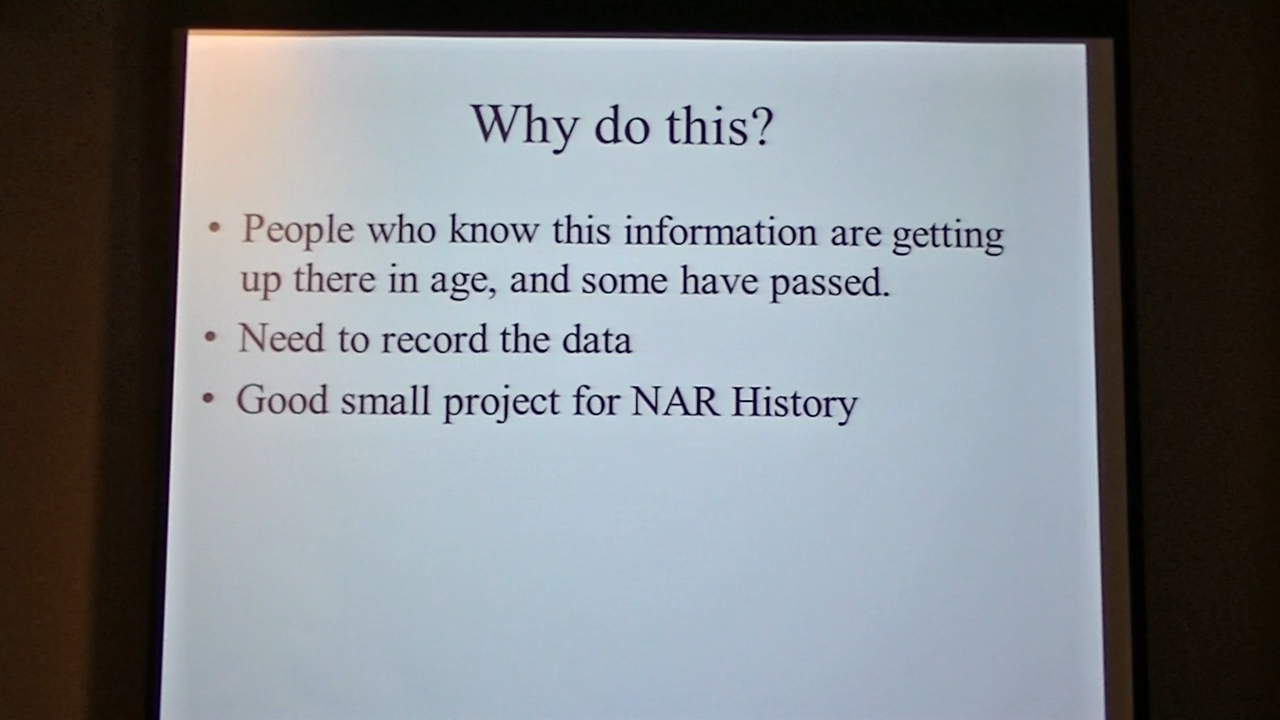 Why do this?
• People who know this information are getting
up there in age, and some have passed.
• Need to record the data
• Good small project for NAR History